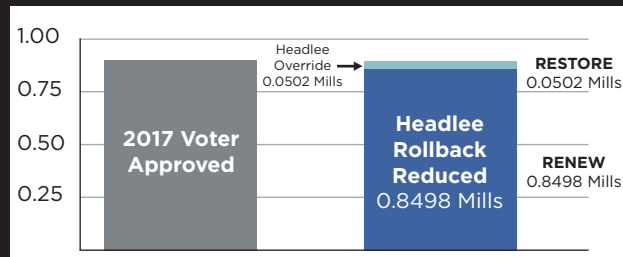 1.00
0.75
0.50
0.25
2017 Voter
Approved
Headlee
Override
0.0502 Mills
Headlee
Rollback
Reduced
0.8498 Mills
RESTORE
0.0502 Mills
RENEW
0.8498 Mills